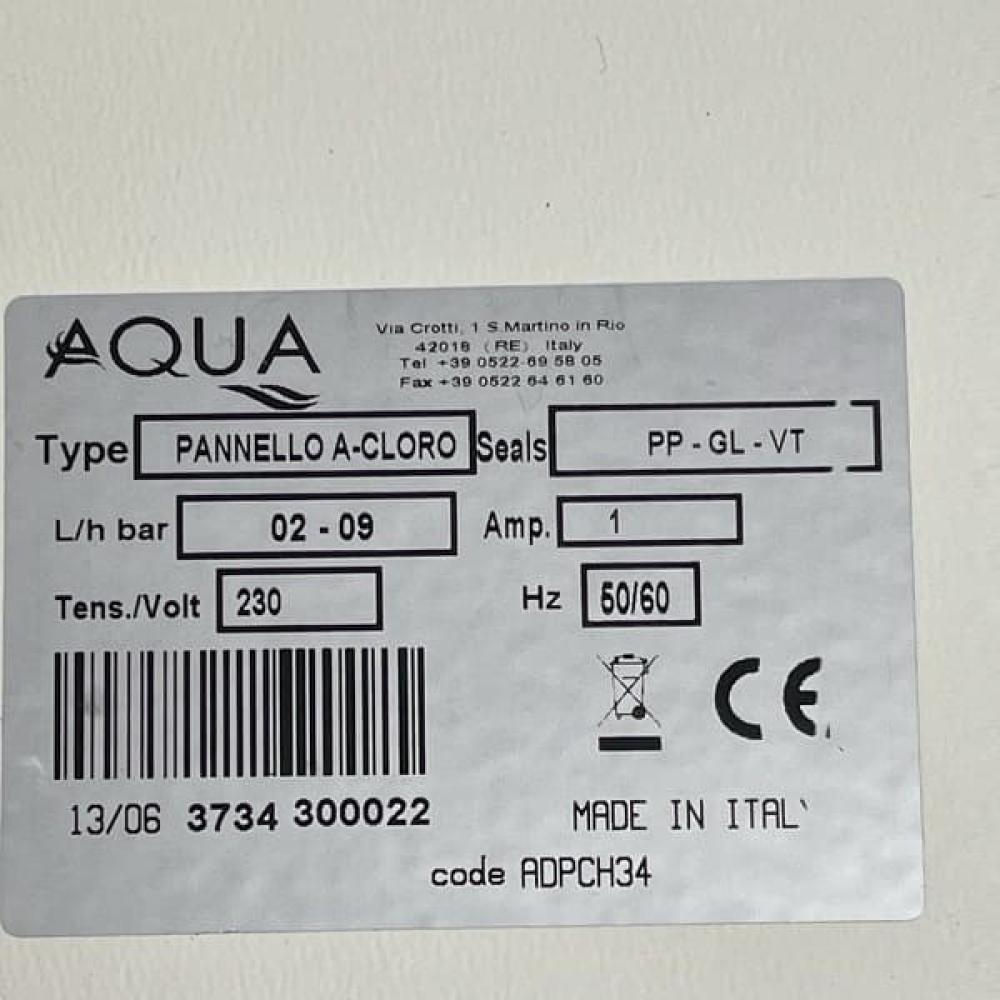 AQUA
Via Crotti, 1 S.Martino in Rio
42018 (RE) Italy
Tel +39 0522 69 58 05
Fax +39 0522 64 61 60
Type PANNELLO A-CLORO Seals PP - GL - VT
L/h bar 02 - 09 Amp. 1
Tens./Volt 230 Hz 50/60
CE
13/06 3734 300022 MADE IN ITALY
code ADPCH34